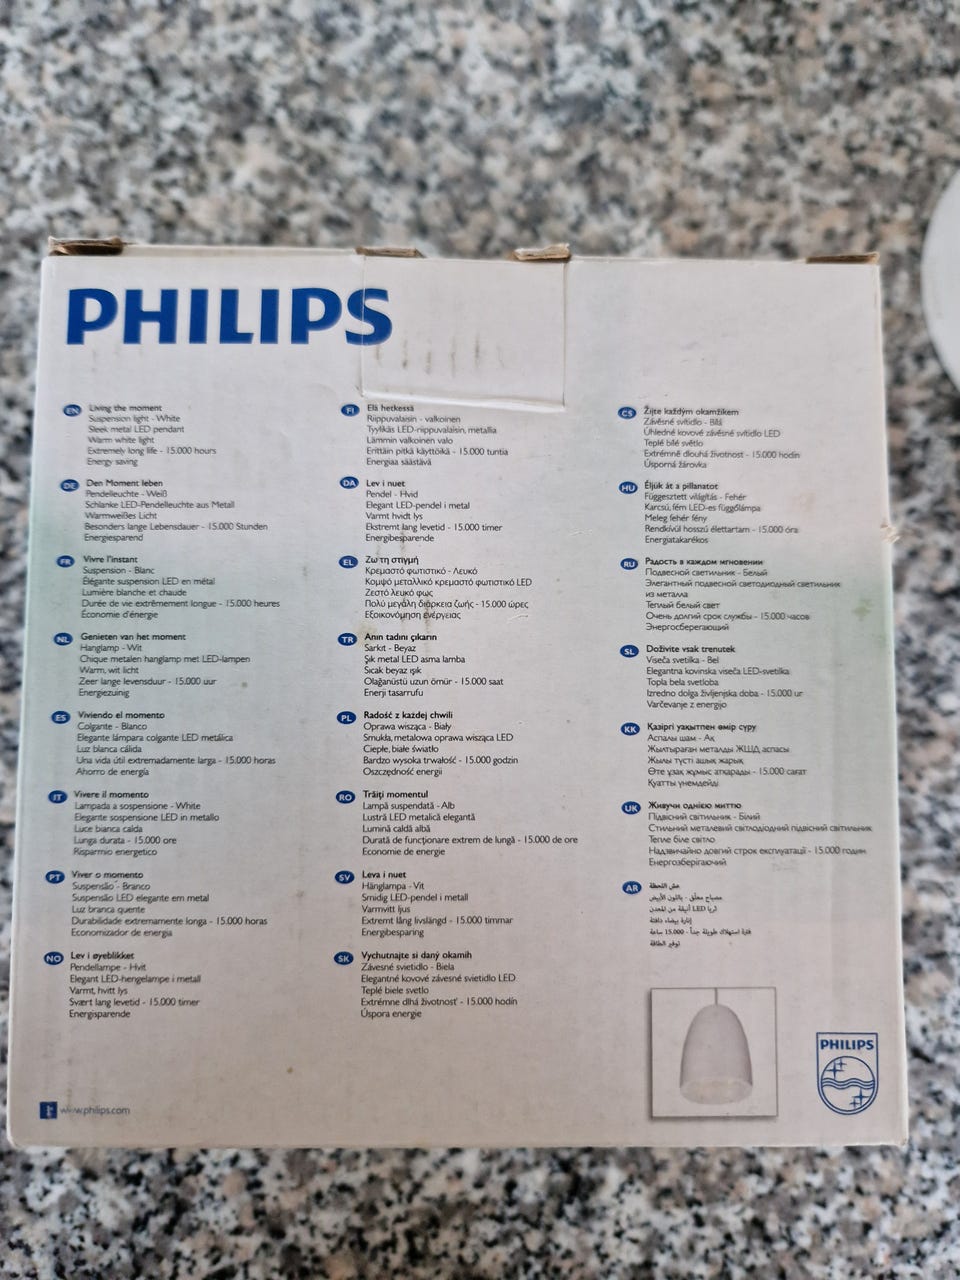 PHILIPS
EN Living the moment
Suspension light - White
Sleek metal LED pendant
Warm white light
Extremely long life - 15.000 hours
Energy saving
DE Den Moment leben
Pendelleuchte - Weiß
Schlanke LED-Pendelleuchte aus Metall
Warmweißes Licht
Besonders lange Lebensdauer - 15.000 Stunden
Energiesparend
FR Vivre l'instant
Suspension - Blanc
Élégante suspension LED en métal
Lumière blanche et chaude
Durée de vie extrêmement longue - 15.000 heures
Économie d'énergie
NL Genieten van het moment
Hanglamp - Wit
Chique metalen hanglamp met LED-lampen
Warm, wit licht
Zeer lange levensduur - 15.000 uur
Energiezuinig
ES Viviendo el momento
Colgante - Blanco
Elegante lámpara colgante LED metálica
Luz blanca cálida
Una vida útil extremadamente larga - 15.000 horas
Ahorro de energía
IT Vivere il momento
Lampada a sospensione - White
Elegante sospensione LED in metallo
Luce bianca calda
Lunga durata - 15.000 ore
Risparmio energetico
PT Viver o momento
Suspensão - Branco
Suspensão LED elegante em metal
Luz branca quente
Durabilidade extremamente longa - 15.000 horas
Economizador de energia
NO Lev i øyeblikket
Pendellampe - Hvit
Elegant LED-hengelampe i metall
Varmt, hvitt lys
Svært lang levetid - 15.000 timer
Energisparende
FI Elä hetkessä
Riippuvalaisin - valkoinen
Tyylikäs LED-riippuvalaisin, metallia
Lämmin valkoinen valo
Erittäin pitkä käyttöikä - 15.000 tuntia
Energiaa säästävä
DA Lev i nuet
Pendel - Hvid
Elegant LED-pendel i metal
Varmt hvidt lys
Ekstremt lang levetid - 15.000 timer
Energibesparende
EL Ζω τη στιγμή
Κρεμαστό φωτιστικό - Λευκό
Κομψό μεταλλικό κρεμαστό φωτιστικό LED
Ζεστό λευκό φως
Πολύ μεγάλη διάρκεια ζωής - 15.000 ώρες
Εξοικονόμηση ενέργειας
TR Anın tadını çıkarın
Sarkıt - Beyaz
Şık metal LED asma lamba
Sıcak beyaz ışık
Olağanüstü uzun ömür - 15.000 saat
Enerji tasarrufu
PL Radość z każdej chwili
Oprawa wisząca - Biały
Smukła, metalowa oprawa wisząca LED
Ciepłe, białe światło
Bardzo wysoka trwałość - 15.000 godzin
Oszczędność energii
RO Trăiţi momentul
Lampă suspendată - Alb
Lustră LED metalică elegantă
Lumină caldă albă
Durată de funcţionare extrem de lungă - 15.000 de ore
Economie de energie
SV Leva i nuet
Hänglampa - Vit
Smidig LED-pendel i metall
Varmvitt ljus
Extremt lång livslängd - 15.000 timmar
Energibesparing
SK Vychutnajte si daný okamih
Závesné svietidlo - Biela
Elegantné kovové závesné svietidlo LED
Teplé biele svetlo
Extrémne dlhá životnosť - 15.000 hodín
Úspora energie
CS Žijte každým okamžikem
Závěsné svítidlo - Bílá
Úhledné kovové závěsné svítidlo LED
Teplé bílé světlo
Extrémně dlouhá životnost - 15.000 hodin
Úsporná žárovka
HU Éljük át a pillanatot
Függesztett világítás - Fehér
Karcsú, fém LED-es függőlámpa
Meleg fehér fény
Rendkívül hosszú élettartam - 15.000 óra
Energiatakarékos
RU Радость в каждом мгновении
Подвесной светильник - Белый
Элегантный подвесной светодиодный светильник
из металла
Теплый белый свет
Очень долгий срок службы - 15.000 часов
Энергосберегающий
SL Doživite vsak trenutek
Viseča svetilka - Bel
Elegantna kovinska viseča LED-svetilka
Topla bela svetloba
Izredno dolga življenjska doba - 15.000 ur
Varčevanje z energijo
KK Қазіргі уақытпен өмір сүру
Аспалы шам - Ақ
Жылтыраған металды ЖШД аспасы
Жылы түсті ашық жарық
Өте ұзақ жұмыс атқарады - 15.000 сағат
Қуатты үнемдейді
UK Живучи однією миттю
Підвісний світильник - Білий
Стильний металевий світлодіодний підвісний світильник
Тепле біле світло
Надзвичайно довгий строк експлуатації - 15.000 годин
Енергозберігаючий
AR عش اللحظة
مصباح معلّق - باللون الأبيض
ثريا LED أنيقة من المعدن
إنارة بيضاء دافئة
فترة استهلاك طويلة جداً - 15.000 ساعة
توفير الطاقة
www.philips.com
PHILIPS